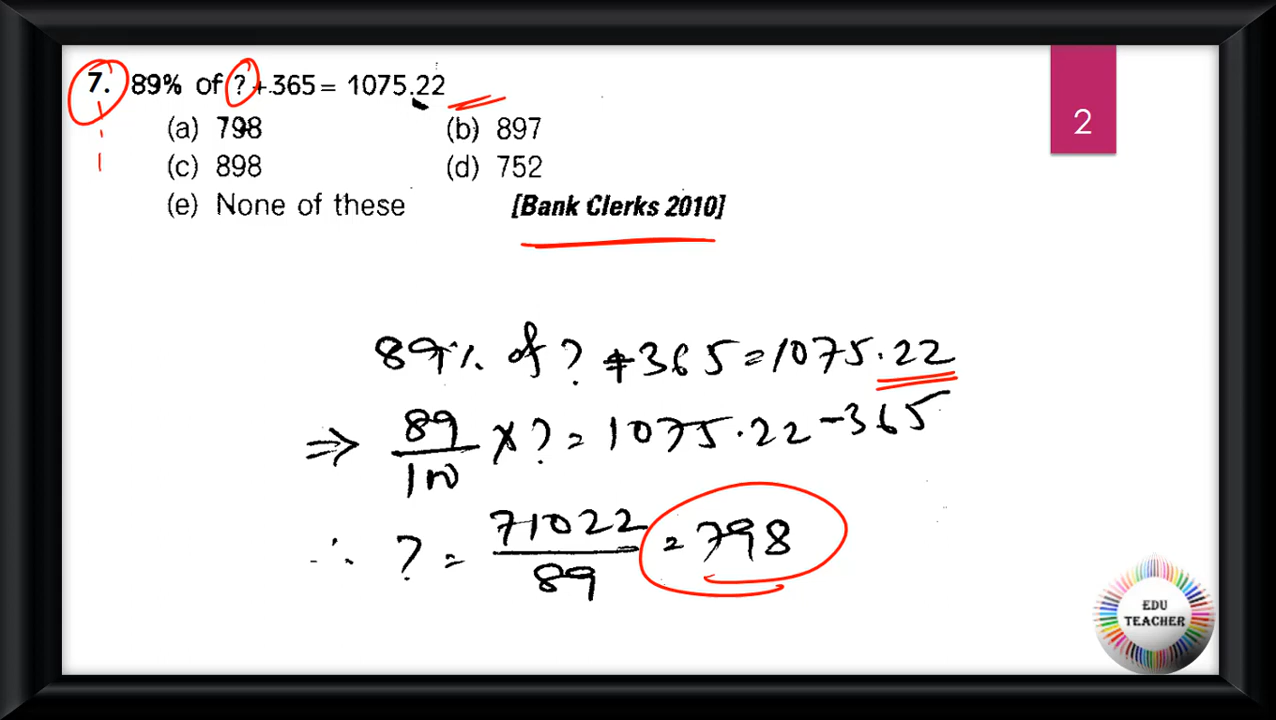 2
7. 89% of ? + 365 = 1075.22
(a) 798 (b) 897
(c) 898 (d) 752
(e) None of these [Bank Clerks 2010]
89% of ? + 365 = 1075.22
⇒ 89/100 × ? = 1075.22 - 365
∴ ? = 71022/89 = 798
EDU
TEACHER